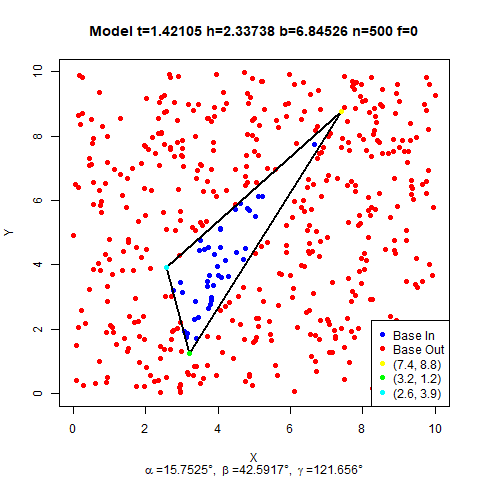 Model t=1.42105 h=2.33738 b=6.84526 n=500 f=0
10
8
6
4
2
0
Y
Base In
Base Out
(7.4, 8.8)
(3.2, 1.2)
(2.6, 3.9)
0 2 4 6 8 10
X
α=15.7525°, β=42.5917°, γ=121.656°